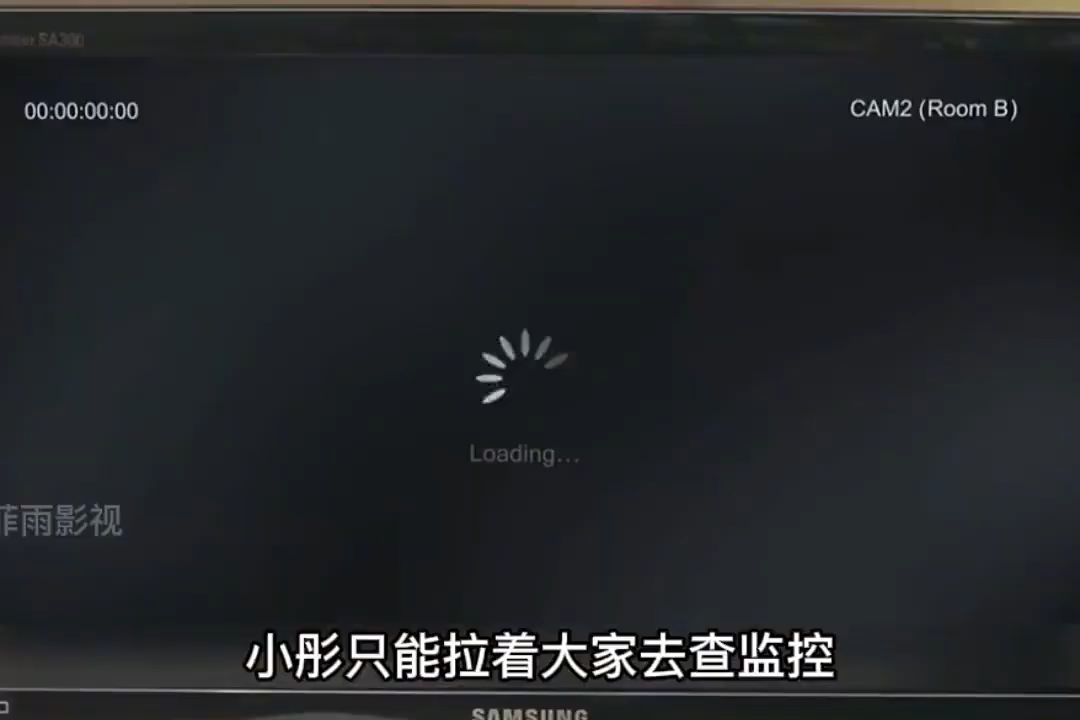 SA300
00:00:00:00
CAM2 (Room B)
Loading...
菲雨影视
小彤只能拉着大家去查监控
SAMSUNG